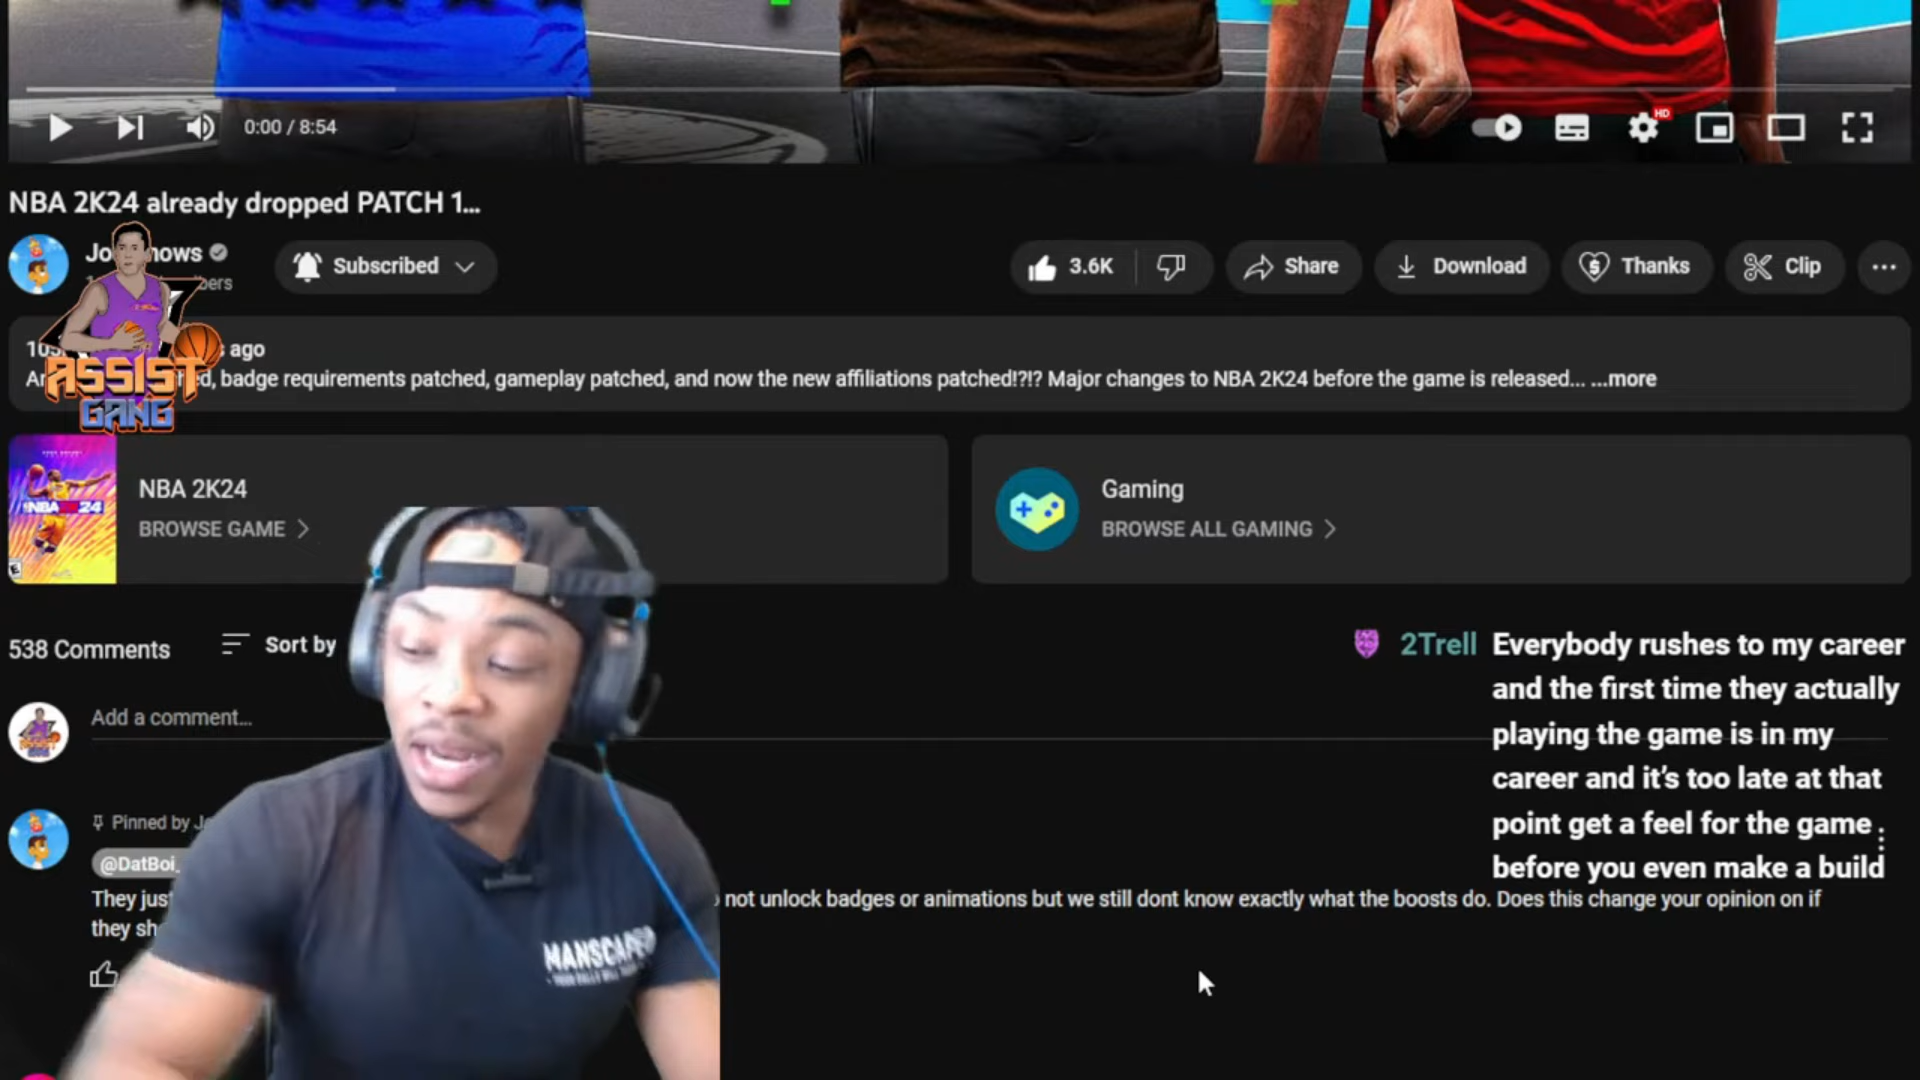 0:00 / 8:54
HD
NBA 2K24 already dropped PATCH 1...
Subscribed
3.6K
Share
Download
Thanks
Clip
ago
badge requirements patched, gameplay patched, and now the new affiliations patched!?!? Major changes to NBA 2K24 before the game is released... ...more
ASSIST
GANG
NBA 2K24
BROWSE GAME
Gaming
BROWSE ALL GAMING
538 Comments
Sort by
2Trell Everybody rushes to my career
and the first time they actually
playing the game is in my
career and it's too late at that
point get a feel for the game
before you even make a build
Add a comment...
Pinned by
@DatBoi_
They just not unlock badges or animations but we still dont know exactly what the boosts do. Does this change your opinion on if
they
MANSCAPED